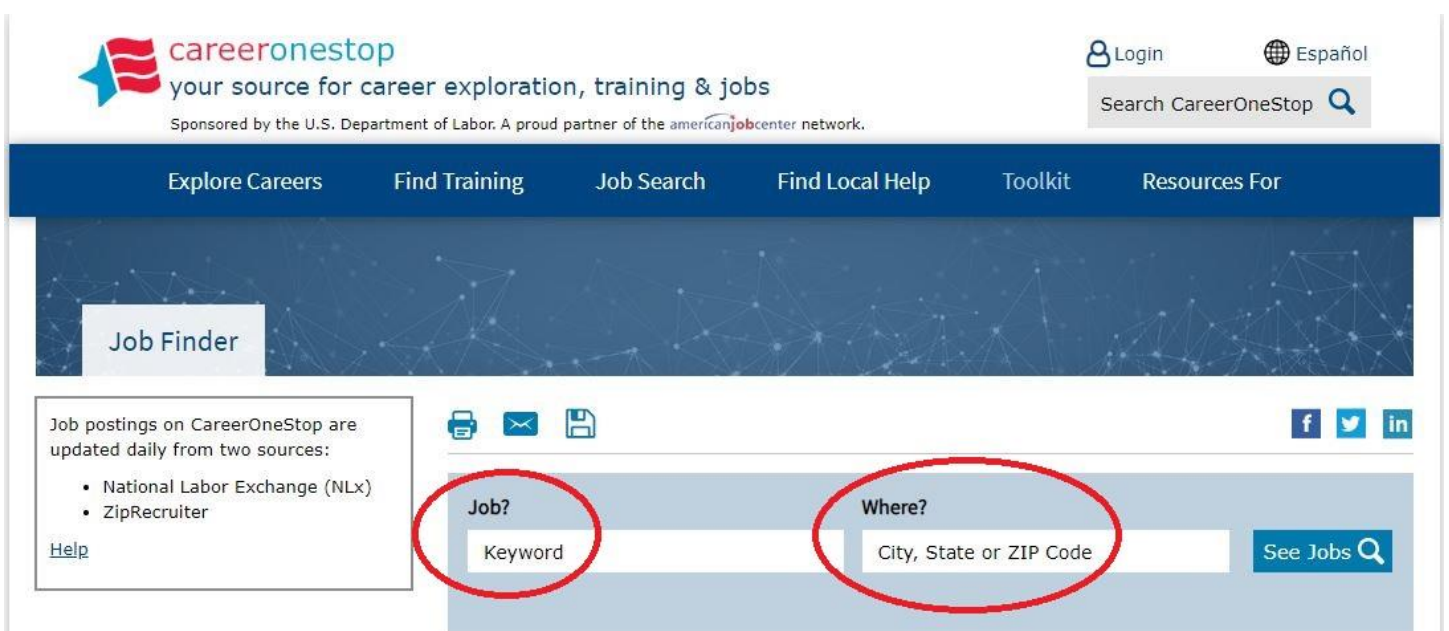 careeronestop
your source for career exploration, training & jobs
Sponsored by the U.S. Department of Labor. A proud partner of the americanjobcenter network.
Login
Español
Search CareerOneStop
Explore Careers
Find Training
Job Search
Find Local Help
Toolkit
Resources For
Job Finder
Job postings on CareerOneStop are
updated daily from two sources:
• National Labor Exchange (NLx)
• ZipRecruiter
Help
f
in
Job?
Keyword
Where?
City, State or ZIP Code
See Jobs